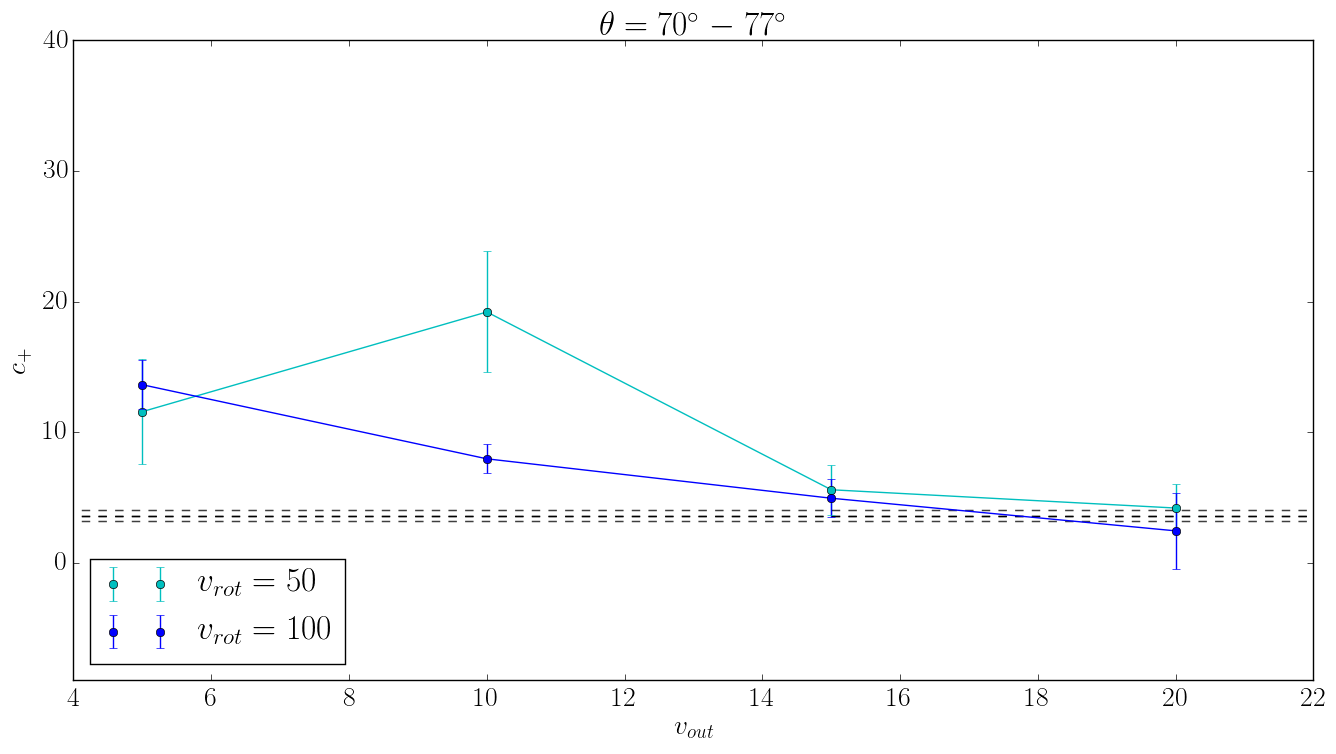 θ = 70° − 77°
40
30
20
10
0
c₊
v_rot = 50
v_rot = 100
4 6 8 10 12 14 16 18 20 22
v_out